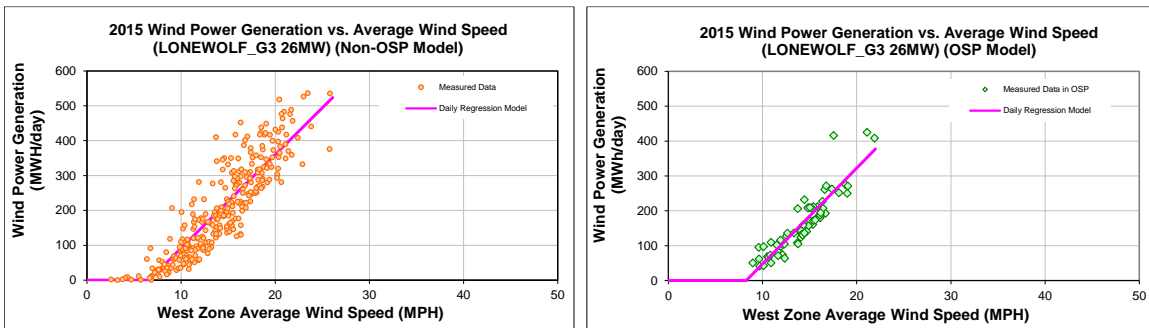 2015 Wind Power Generation vs. Average Wind Speed
(LONEWOLF_G3 26MW) (Non-OSP Model)
Wind Power Generation
(MWH/day)
600
500
400
300
200
100
0
Measured Data
Daily Regression Model
0 10 20 30 40 50
West Zone Average Wind Speed (MPH)
2015 Wind Power Generation vs. Average Wind Speed
(LONEWOLF_G3 26MW) (OSP Model)
Wind Power Generation
(MWh/day)
600
500
400
300
200
100
0
Measured Data in OSP
Daily Regression Model
0 10 20 30 40 50
West Zone Average Wind Speed (MPH)